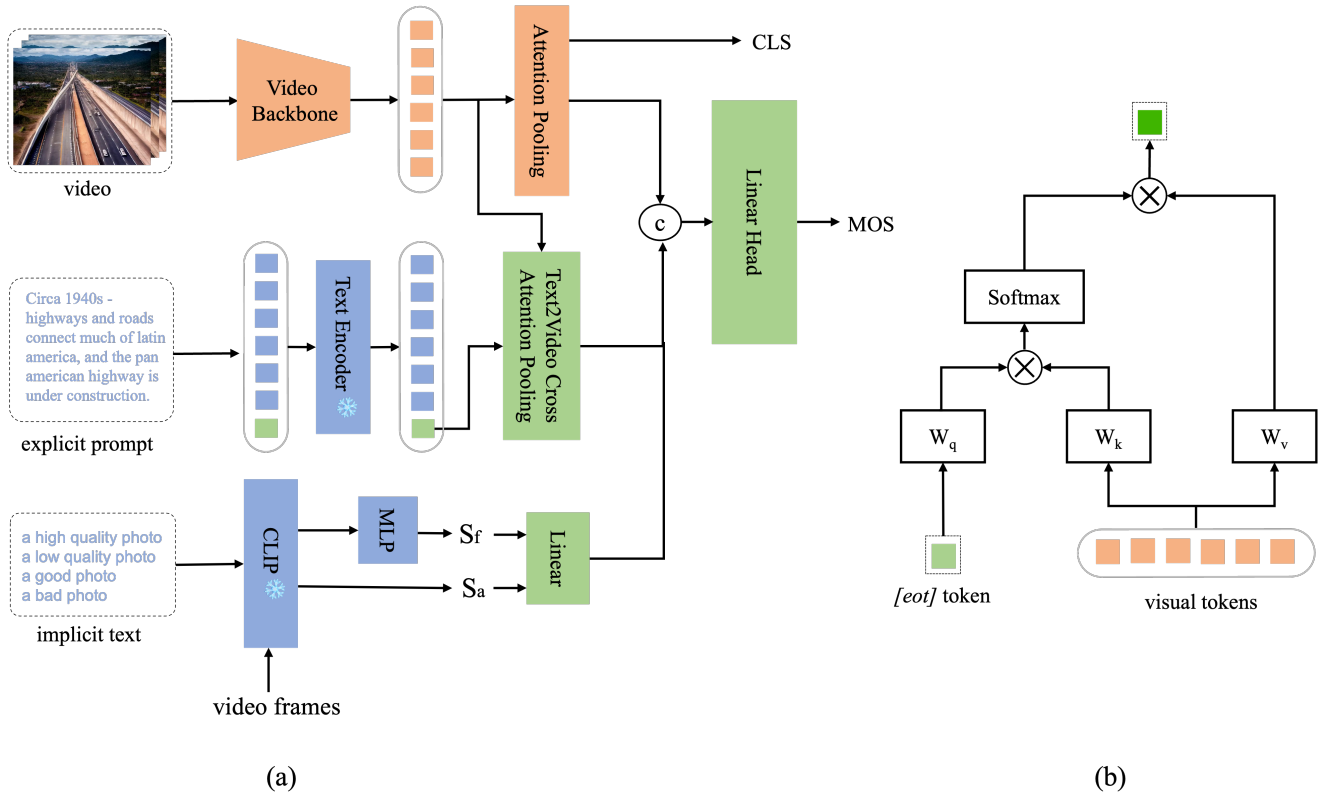 video
Video
Backbone
Attention Pooling
CLS
c
Linear Head
MOS
Circa 1940s -
highways and roads
connect much of latin
america, and the pan
american highway is
under construction.
explicit prompt
Text Encoder
Text2Video Cross
Attention Pooling
a high quality photo
a low quality photo
a good photo
a bad photo
implicit text
CLIP
MLP
Sf
Sa
Linear
video frames
(a)
Softmax
Wq
Wk
Wv
[eot] token
visual tokens
(b)